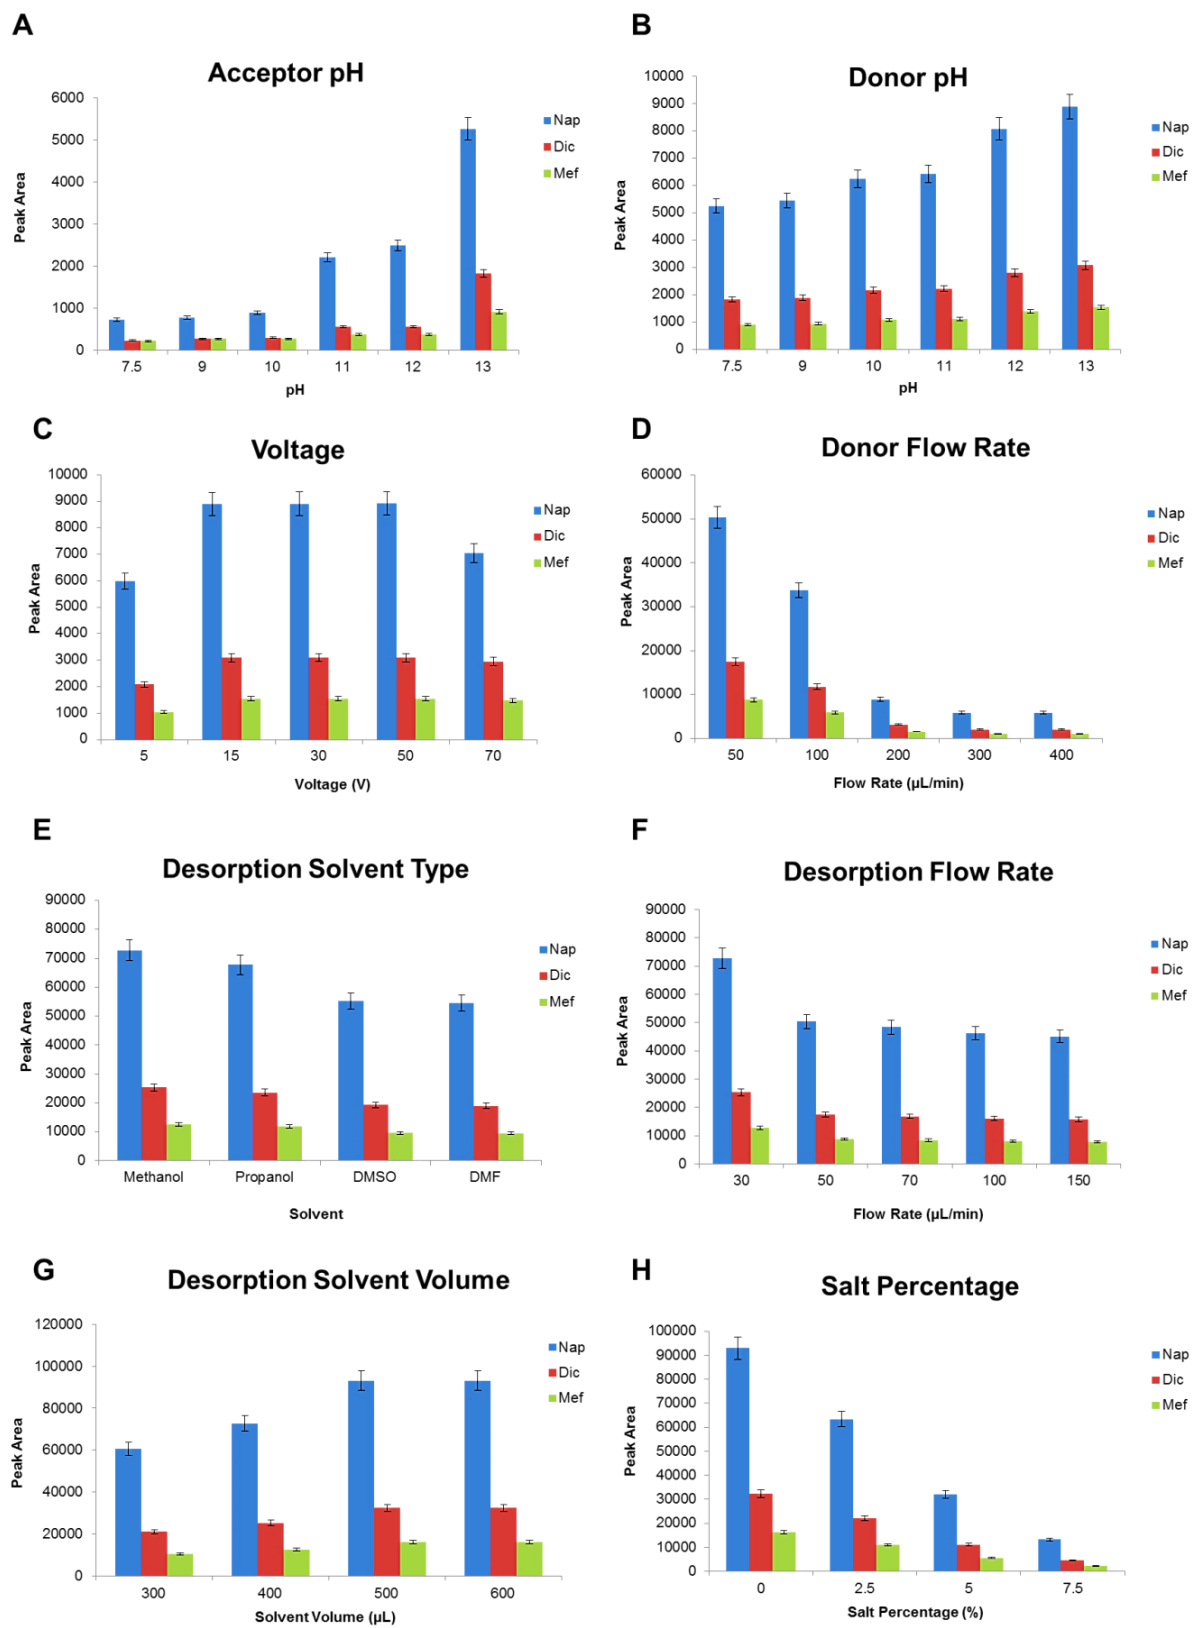 A
Acceptor pH
6000
5000
4000
3000
2000
1000
0
Peak Area
7.5 9 10 11 12 13
pH
Nap
Dic
Mef
B
Donor pH
10000
9000
8000
7000
6000
5000
4000
3000
2000
1000
0
Peak Area
7.5 9 10 11 12 13
pH
Nap
Dic
Mef
C
Voltage
10000
9000
8000
7000
6000
5000
4000
3000
2000
1000
0
Peak Area
5 15 30 50 70
Voltage (V)
Nap
Dic
Mef
D
Donor Flow Rate
60000
50000
40000
30000
20000
10000
0
Peak Area
50 100 200 300 400
Flow Rate (µL/min)
Nap
Dic
Mef
E
Desorption Solvent Type
90000
80000
70000
60000
50000
40000
30000
20000
10000
0
Peak Area
Methanol Propanol DMSO DMF
Solvent
Nap
Dic
Mef
F
Desorption Flow Rate
90000
80000
70000
60000
50000
40000
30000
20000
10000
0
Peak Area
30 50 70 100 150
Flow Rate (µL/min)
Nap
Dic
Mef
G
Desorption Solvent Volume
120000
100000
80000
60000
40000
20000
0
Peak Area
300 400 500 600
Solvent Volume (µL)
Nap
Dic
Mef
H
Salt Percentage
100000
90000
80000
70000
60000
50000
40000
30000
20000
10000
0
Peak Area
0 2.5 5 7.5
Salt Percentage (%)
Nap
Dic
Mef